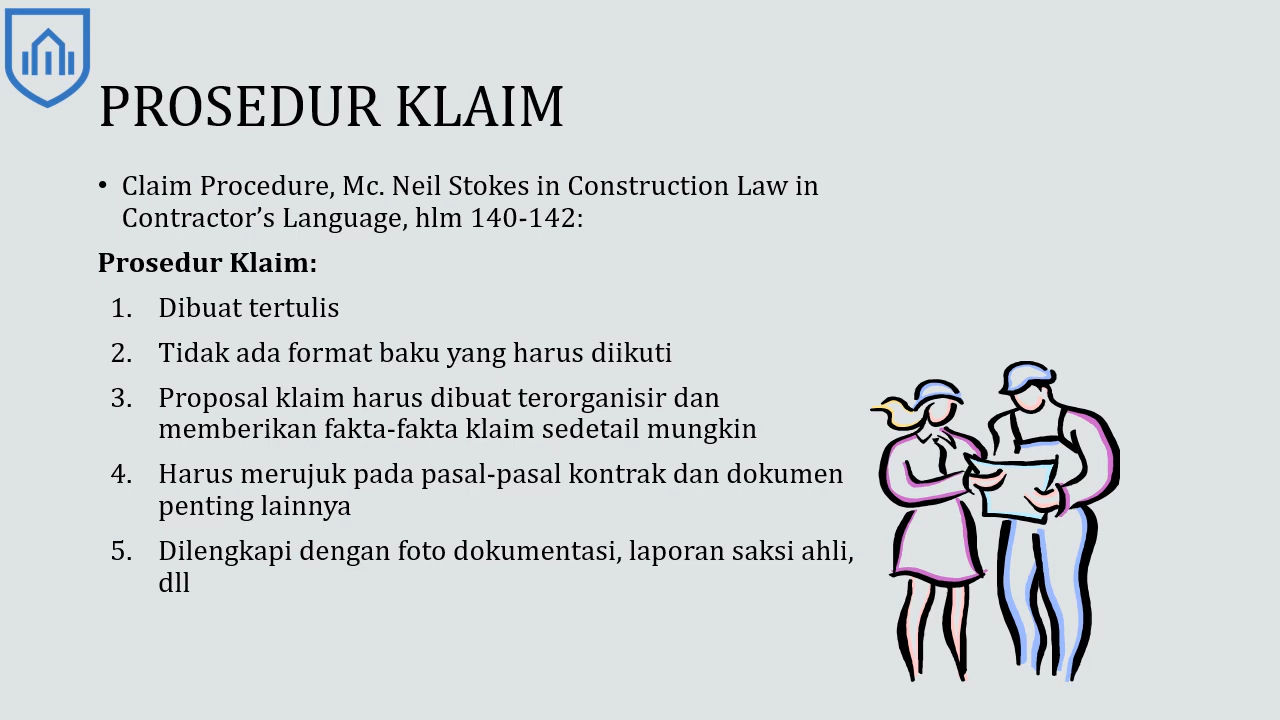 PROSEDUR KLAIM
• Claim Procedure, Mc. Neil Stokes in Construction Law in
Contractor’s Language, hlm 140-142:
Prosedur Klaim:
1. Dibuat tertulis
2. Tidak ada format baku yang harus diikuti
3. Proposal klaim harus dibuat terorganisir dan
memberikan fakta-fakta klaim sedetail mungkin
4. Harus merujuk pada pasal-pasal kontrak dan dokumen
penting lainnya
5. Dilengkapi dengan foto dokumentasi, laporan saksi ahli,
dll